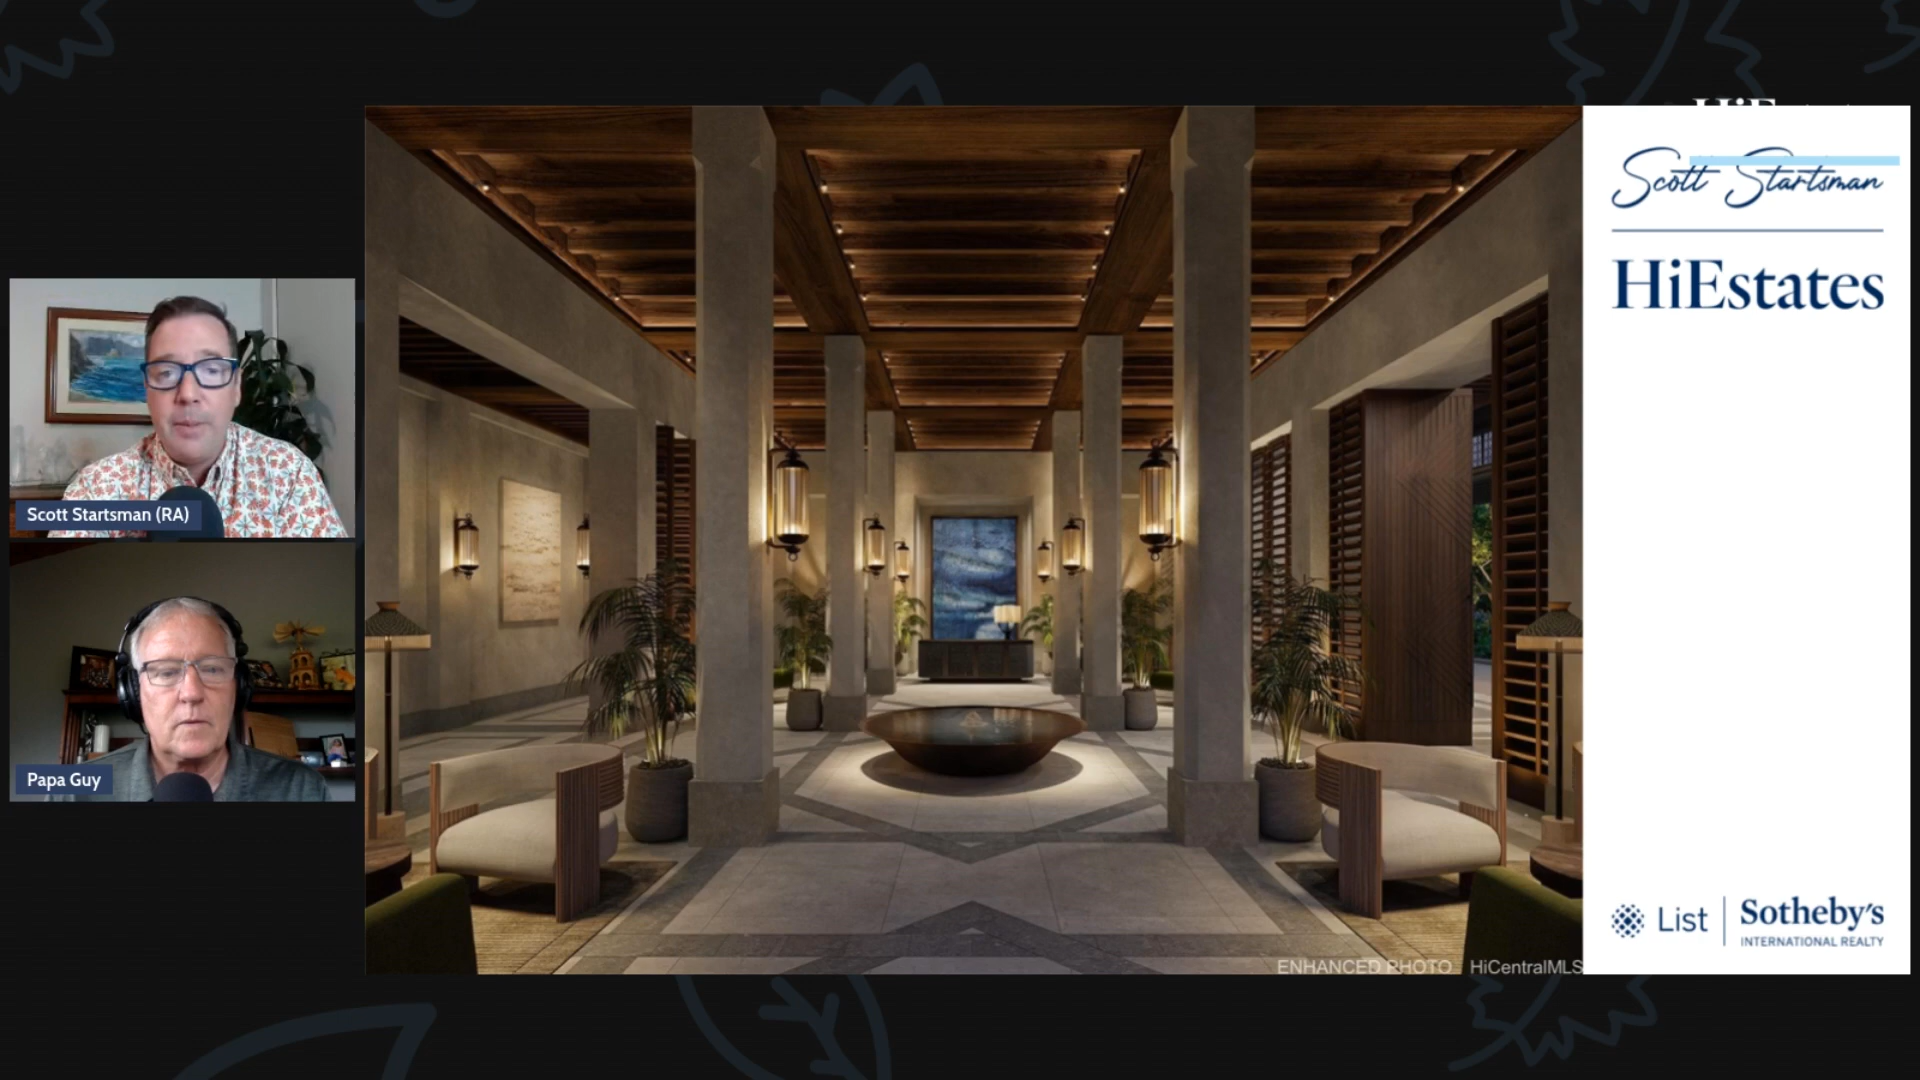 Scott Startsman (RA)
Papa Guy
ENHANCED PHOTO HiCentralMLS
Scott Startsman
HiEstates
List
Sotheby's
INTERNATIONAL REALTY